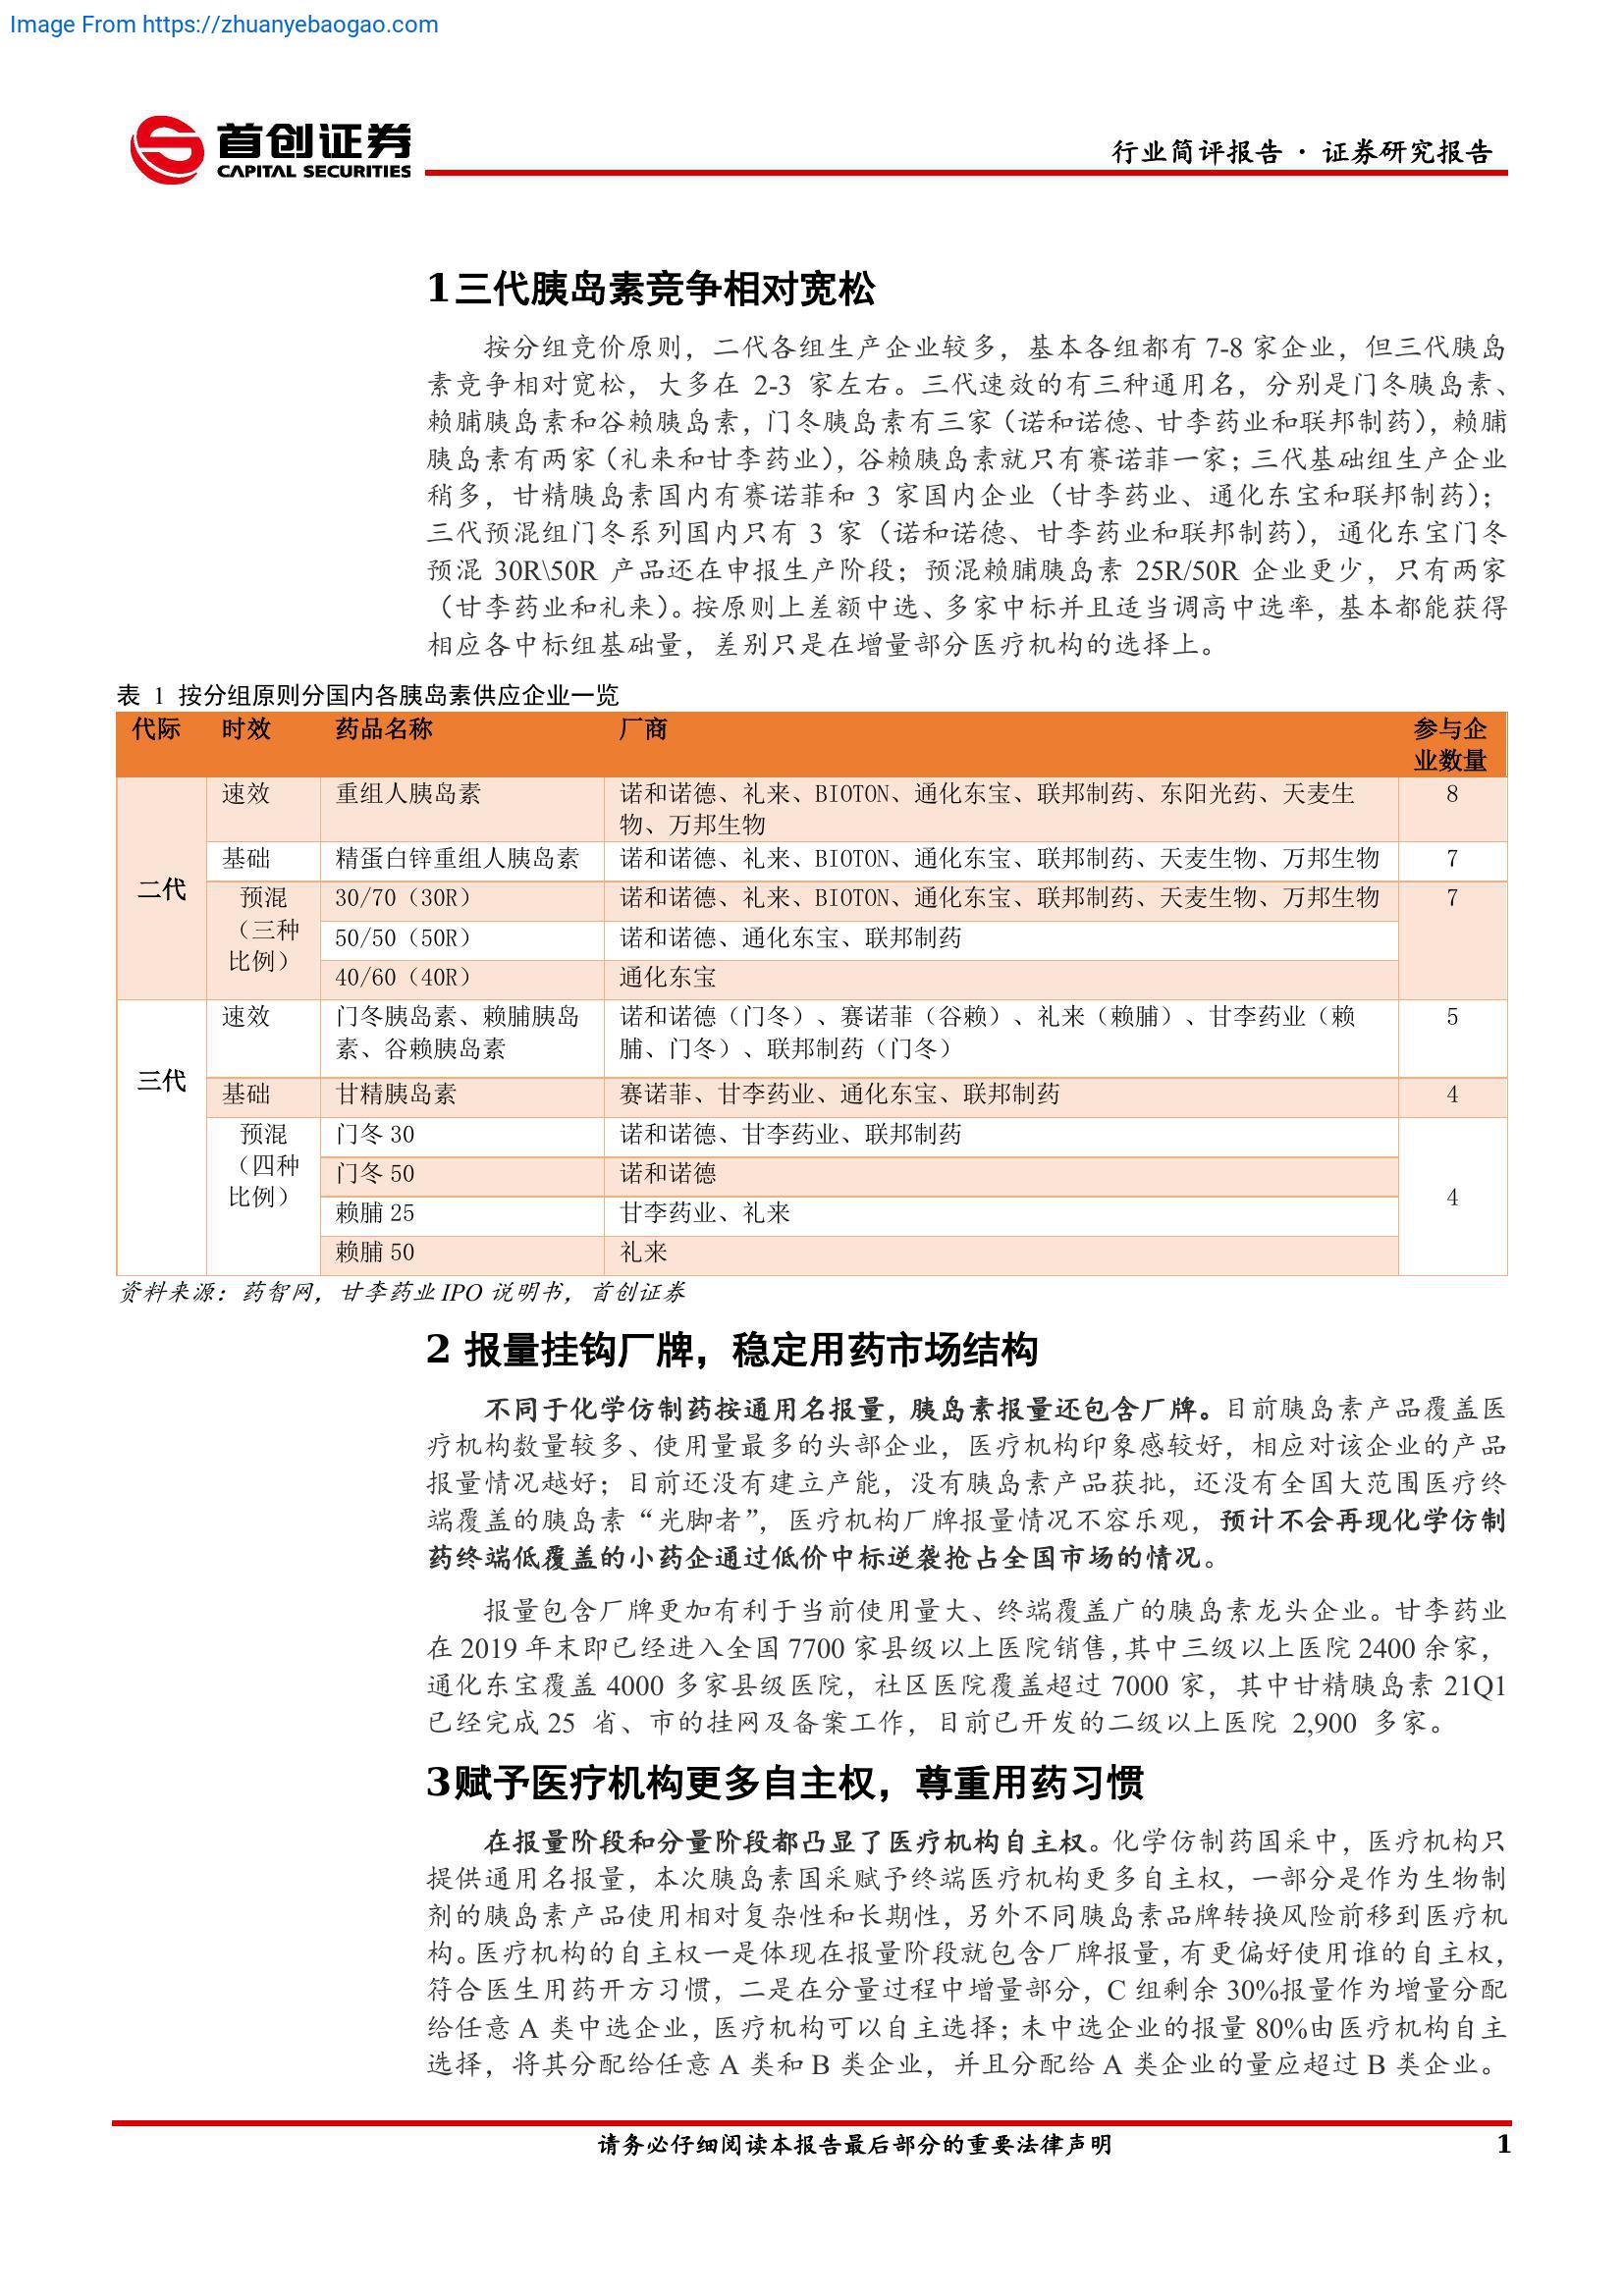 Image From https://zhuanyebaogao.com
首创证券
CAPITAL SECURITIES
行业简评报告 · 证券研究报告
1三代胰岛素竞争相对宽松
按分组竞价原则，二代各组生产企业较多，基本各组都有 7-8 家企业，但三代胰岛
素竞争相对宽松，大多在 2-3 家左右。三代速效的有三种通用名，分别是门冬胰岛素、
赖脯胰岛素和谷赖胰岛素，门冬胰岛素有三家（诺和诺德、甘李药业和联邦制药），赖脯
胰岛素有两家（礼来和甘李药业），谷赖胰岛素就只有赛诺菲一家；三代基础组生产企业
稍多，甘精胰岛素国内有赛诺菲和 3 家国内企业（甘李药业、通化东宝和联邦制药）；
三代预混组门冬系列国内只有 3 家（诺和诺德、甘李药业和联邦制药），通化东宝门冬
预混 30R\50R 产品还在申报生产阶段；预混赖脯胰岛素 25R/50R 企业更少，只有两家
（甘李药业和礼来）。按原则上差额中选、多家中标并且适当调高中选率，基本都能获得
相应各中标组基础量，差别只是在增量部分医疗机构的选择上。
表 1 按分组原则分国内各胰岛素供应企业一览
代际 时效 药品名称 厂商 参与企
业数量
二代
速效 重组人胰岛素 诺和诺德、礼来、BIOTON、通化东宝、联邦制药、东阳光药、天麦生 8
物、万邦生物
基础 精蛋白锌重组人胰岛素 诺和诺德、礼来、BIOTON、通化东宝、联邦制药、天麦生物、万邦生物 7
预混 30/70（30R） 诺和诺德、礼来、BIOTON、通化东宝、联邦制药、天麦生物、万邦生物 7
（三种 50/50（50R） 诺和诺德、通化东宝、联邦制药
比例） 40/60（40R） 通化东宝
三代
速效 门冬胰岛素、赖脯胰岛 诺和诺德（门冬）、赛诺菲（谷赖）、礼来（赖脯）、甘李药业（赖 5
素、谷赖胰岛素 脯、门冬）、联邦制药（门冬）
基础 甘精胰岛素 赛诺菲、甘李药业、通化东宝、联邦制药 4
预混 门冬 30 诺和诺德、甘李药业、联邦制药
（四种 门冬 50 诺和诺德
比例） 赖脯 25 甘李药业、礼来 4
赖脯 50 礼来
资料来源：药智网，甘李药业 IPO 说明书，首创证券
2 报量挂钩厂牌，稳定用药市场结构
不同于化学仿制药按通用名报量，胰岛素报量还包含厂牌。目前胰岛素产品覆盖医
疗机构数量较多、使用量最多的头部企业，医疗机构印象感较好，相应对该企业的产品
报量情况越好；目前还没有建立产能，没有胰岛素产品获批，还没有全国大范围医疗终
端覆盖的胰岛素“光脚者”，医疗机构厂牌报量情况不容乐观，预计不会再现化学仿制
药终端低覆盖的小药企通过低价中标逆袭抢占全国市场的情况。
报量包含厂牌更加有利于当前使用量大、终端覆盖广的胰岛素龙头企业。甘李药业
在 2019 年末即已经进入全国 7700 家县级以上医院销售，其中三级以上医院 2400 余家，
通化东宝覆盖 4000 多家县级医院，社区医院覆盖超过 7000 家，其中甘精胰岛素 21Q1
已经完成 25 省、市的挂网及备案工作，目前已开发的二级以上医院 2,900 多家。
3赋予医疗机构更多自主权，尊重用药习惯
在报量阶段和分量阶段都凸显了医疗机构自主权。化学仿制药国采中，医疗机构只
提供通用名报量，本次胰岛素国采赋予终端医疗机构更多自主权，一部分是作为生物制
剂的胰岛素产品使用相对复杂性和长期性，另外不同胰岛素品牌转换风险前移到医疗机
构。医疗机构的自主权一是体现在报量阶段就包含厂牌报量，有更偏好使用谁的自主权，
符合医生用药开方习惯，二是在分量过程中增量部分，C 组剩余 30%报量作为增量分配
给任意 A 类中选企业，医疗机构可以自主选择；未中选企业的报量 80%由医疗机构自主
选择，将其分配给任意 A 类和 B 类企业，并且分配给 A 类企业的量应超过 B 类企业。
请务必仔细阅读本报告最后部分的重要法律声明 1